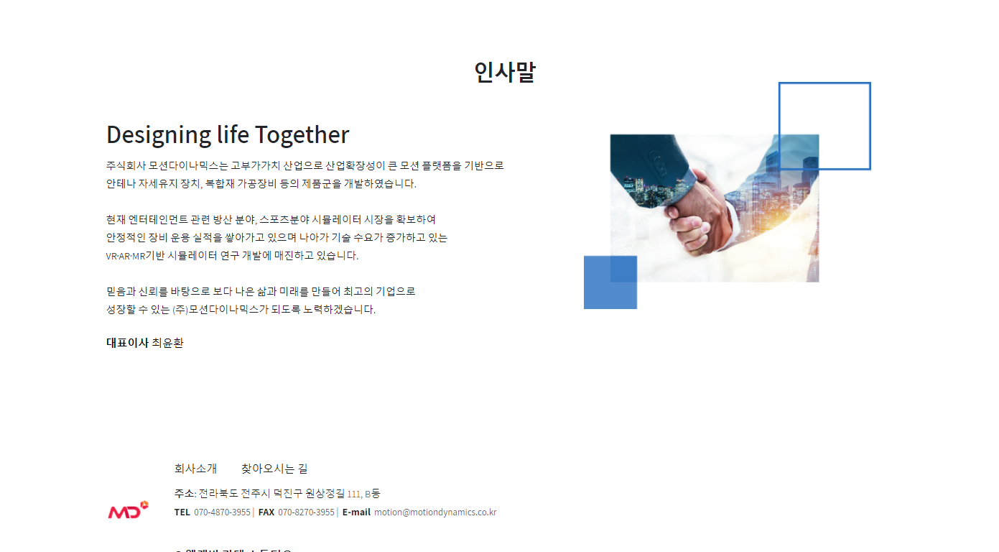 인사말
Designing life Together
주식회사 모션다이나믹스는 고부가가치 산업으로 산업확장성이 큰 모션 플랫폼을 기반으로
안테나 자세유지 장치, 복합재 가공장비 등의 제품군을 개발하였습니다.
현재 엔터테인먼트 관련 방산 분야, 스포츠분야 시뮬레이터 시장을 확보하여
안정적인 장비 운용 실적을 쌓아가고 있으며 나아가 기술 수요가 증가하고 있는
VR·AR·MR기반 시뮬레이터 연구 개발에 매진하고 있습니다.
믿음과 신뢰를 바탕으로 보다 나은 삶과 미래를 만들어 최고의 기업으로
성장할 수 있는 (주)모션다이나믹스가 되도록 노력하겠습니다.
대표이사 최윤환
회사소개 찾아오시는 길
주소: 전라북도 전주시 덕진구 원상정길 111, B동
MD
TEL 070-4870-3955 | FAX 070-8270-3955 | E-mail motion@motiondynamics.co.kr